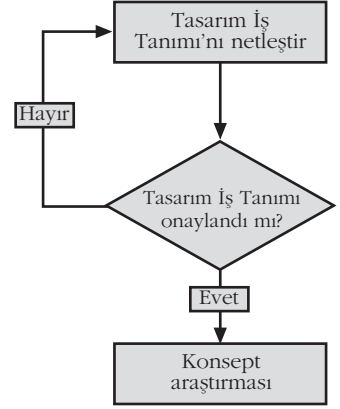 Tasarım İş
Tanımı'nı netleştir
Hayır
Tasarım İş Tanımı
onaylandı mı?
Evet
Konsept
araştırması